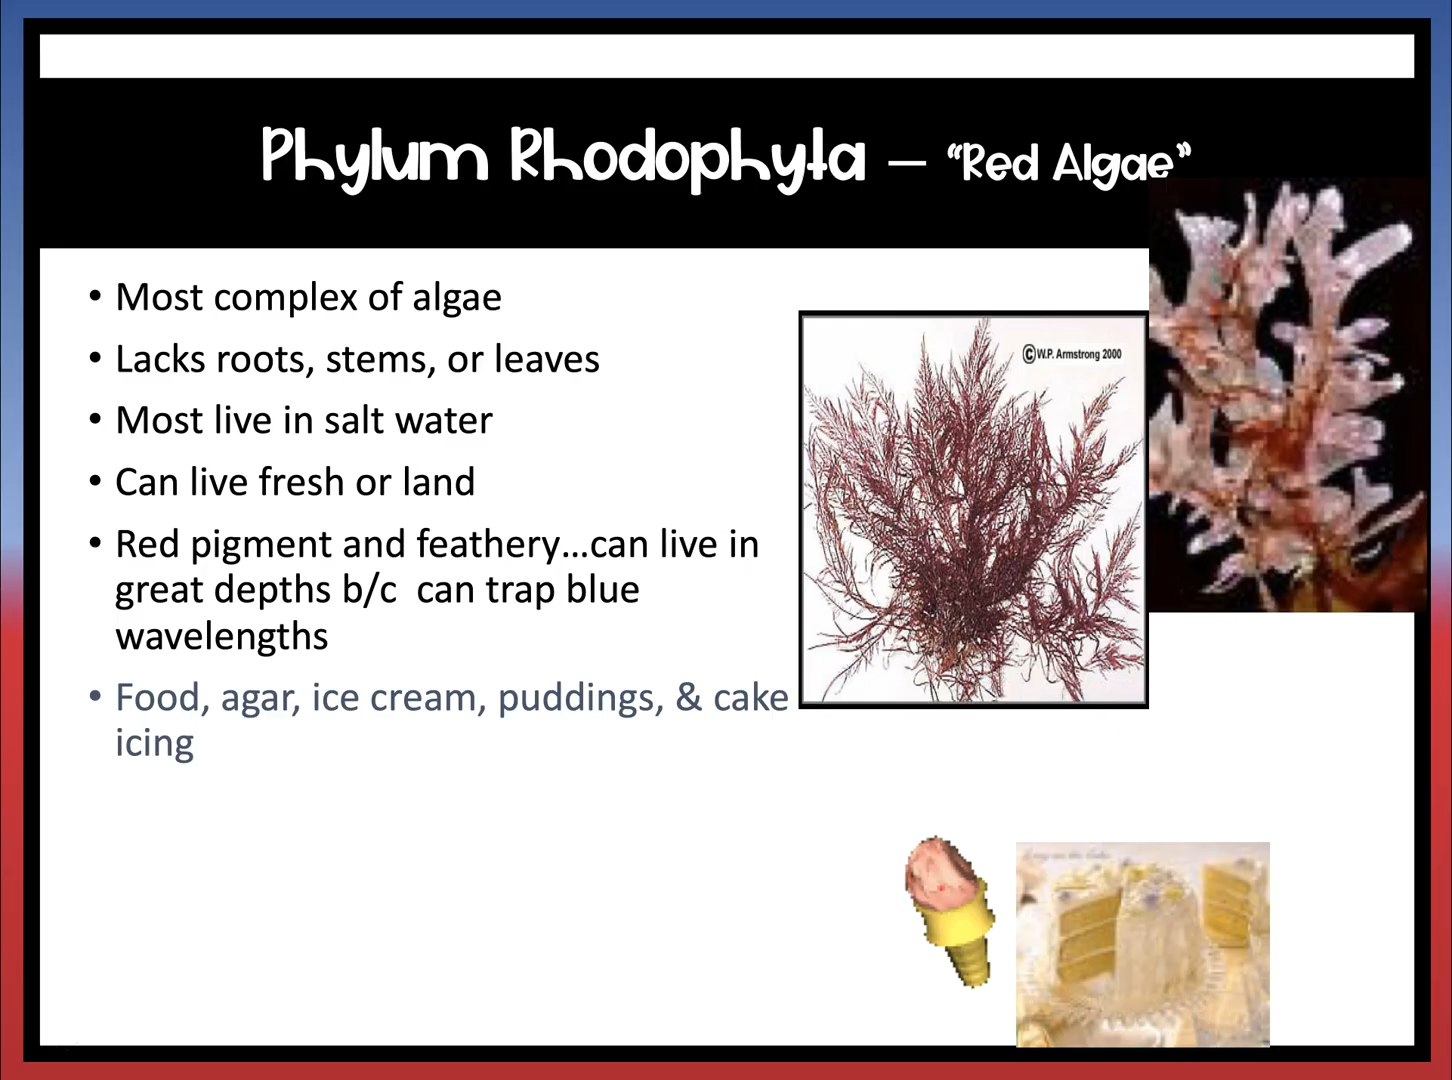 Phylum Rhodophyta – “Red Algae”
• Most complex of algae
• Lacks roots, stems, or leaves
• Most live in salt water
• Can live fresh or land
• Red pigment and feathery...can live in
great depths b/c  can trap blue
wavelengths
• Food, agar, ice cream, puddings, & cake
icing
©W.P. Armstrong 2000